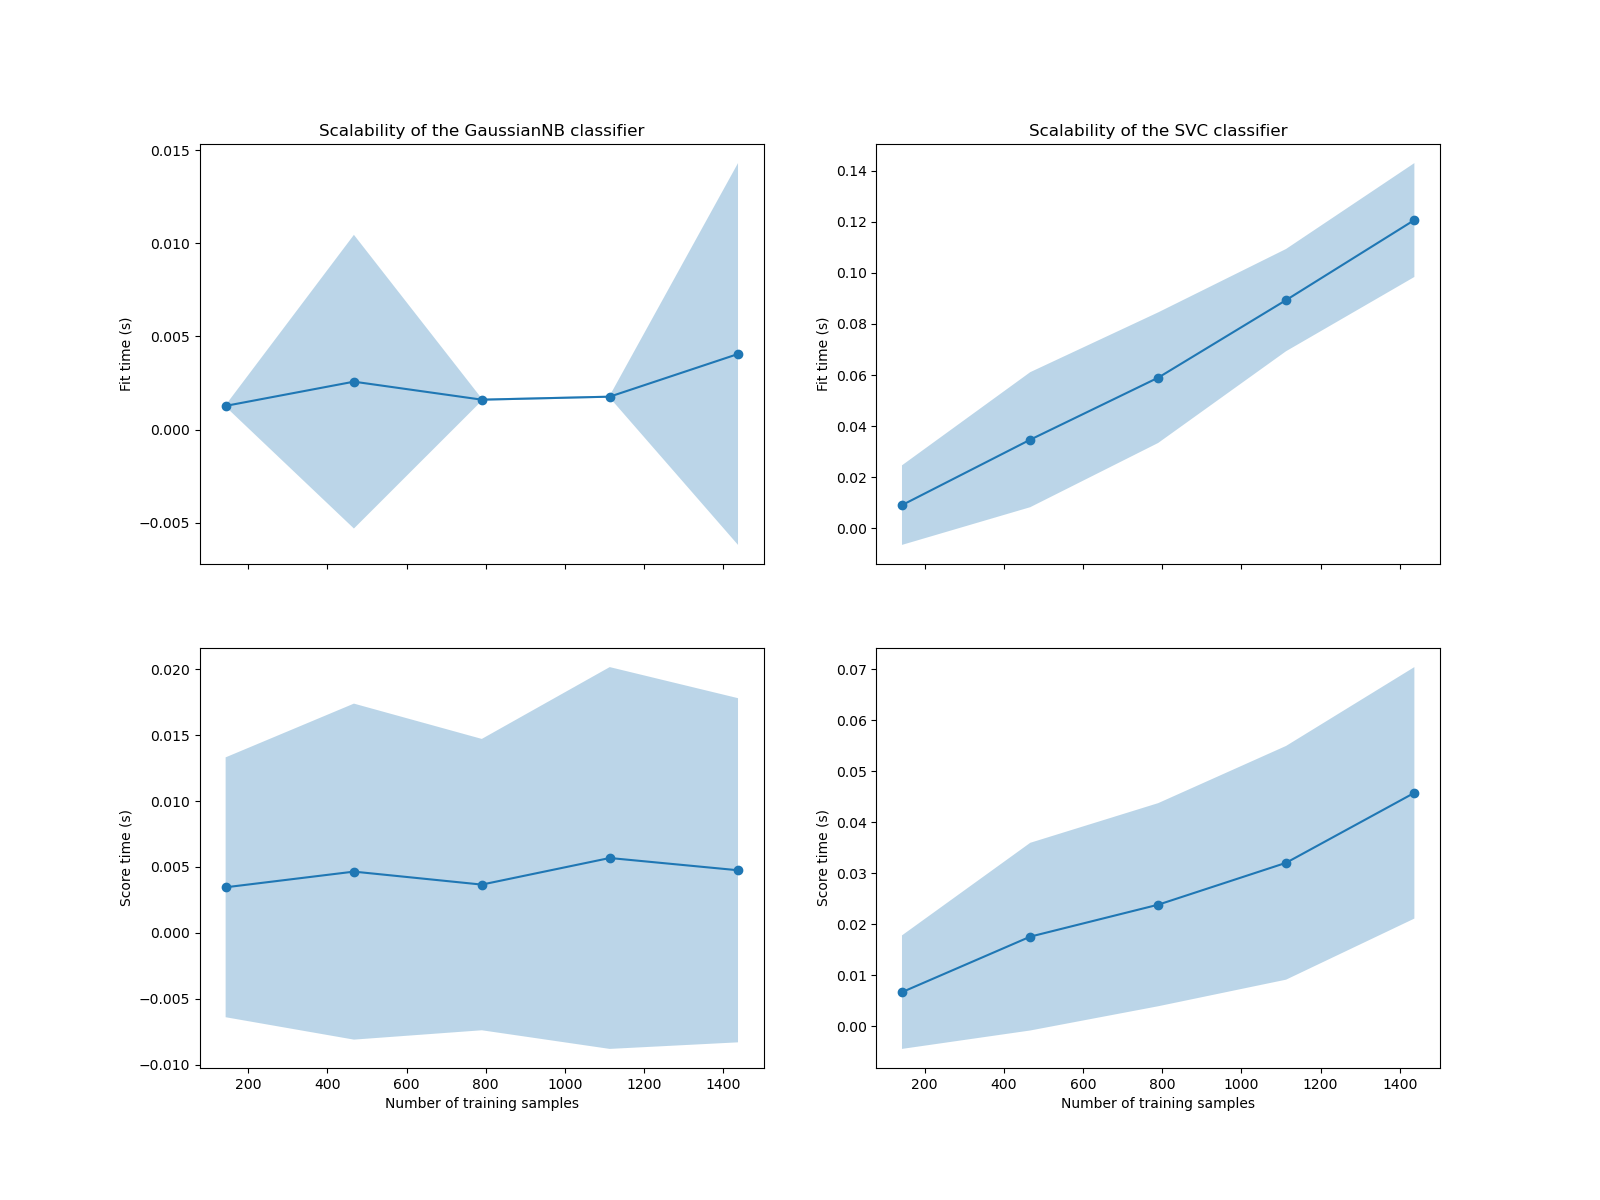 Scalability of the GaussianNB classifier
0.015
0.010
0.005
0.000
−0.005
Fit time (s)
Scalability of the SVC classifier
0.14
0.12
0.10
0.08
0.06
0.04
0.02
0.00
Fit time (s)
0.020
0.015
0.010
0.005
0.000
−0.005
−0.010
Score time (s)
200 400 600 800 1000 1200 1400
Number of training samples
0.07
0.06
0.05
0.04
0.03
0.02
0.01
0.00
Score time (s)
200 400 600 800 1000 1200 1400
Number of training samples